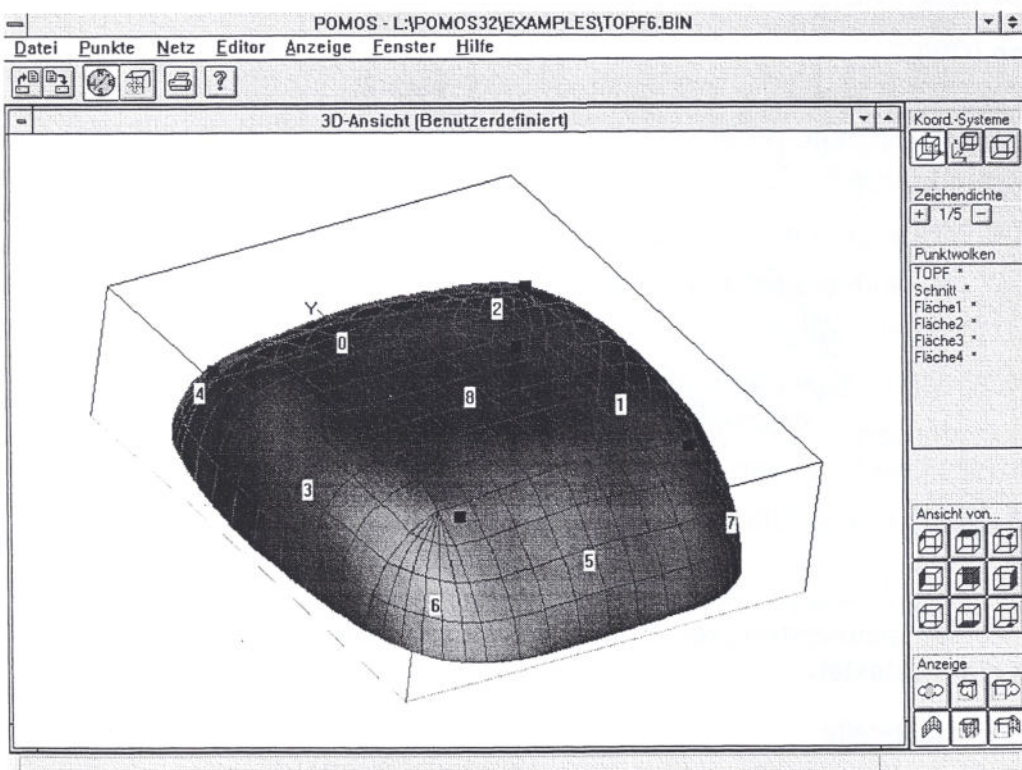 POMOS - L:\POMOS32\EXAMPLES\TOPF6.BIN
Datei Punkte Netz Editor Anzeige Fenster Hilfe
?
3D-Ansicht (Benutzerdefiniert)
Koord.-Systeme
Zeichendichte
+ 1/5 -
Punktwolken
TOPF *
Schnitt *
Fläche1 *
Fläche2 *
Fläche3 *
Fläche4 *
Y
2
0
4
8
1
3
7
5
6
Ansicht von...
Anzeige